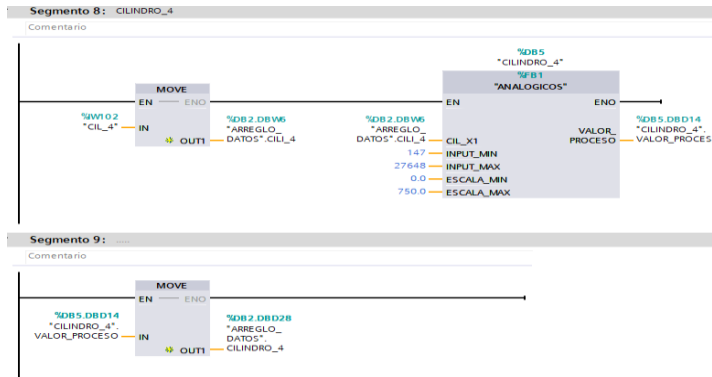 Segmento 8: CILINDRO_4
Comentario
%DB5
"CILINDRO_4"
%FB1
"ANALOGICOS"
MOVE
EN ENO
EN ENO
%IW102
"CIL_4" IN
OUT1
%DB2.DBW6
"ARREGLO_
DATOS".CILI_4
%DB2.DBW6
"ARREGLO_
DATOS".CILI_4 CIL_X1
147 INPUT_MIN
27648 INPUT_MAX
0.0 ESCALA_MIN
750.0 ESCALA_MAX
VALOR_
PROCESO
%DB5.DBD14
"CILINDRO_4".
VALOR_PROCES
Segmento 9: .....
Comentario
MOVE
EN ENO
%DB5.DBD14
"CILINDRO_4".
VALOR_PROCESO IN
OUT1
%DB2.DBD28
"ARREGLO_
DATOS".
CILINDRO_4